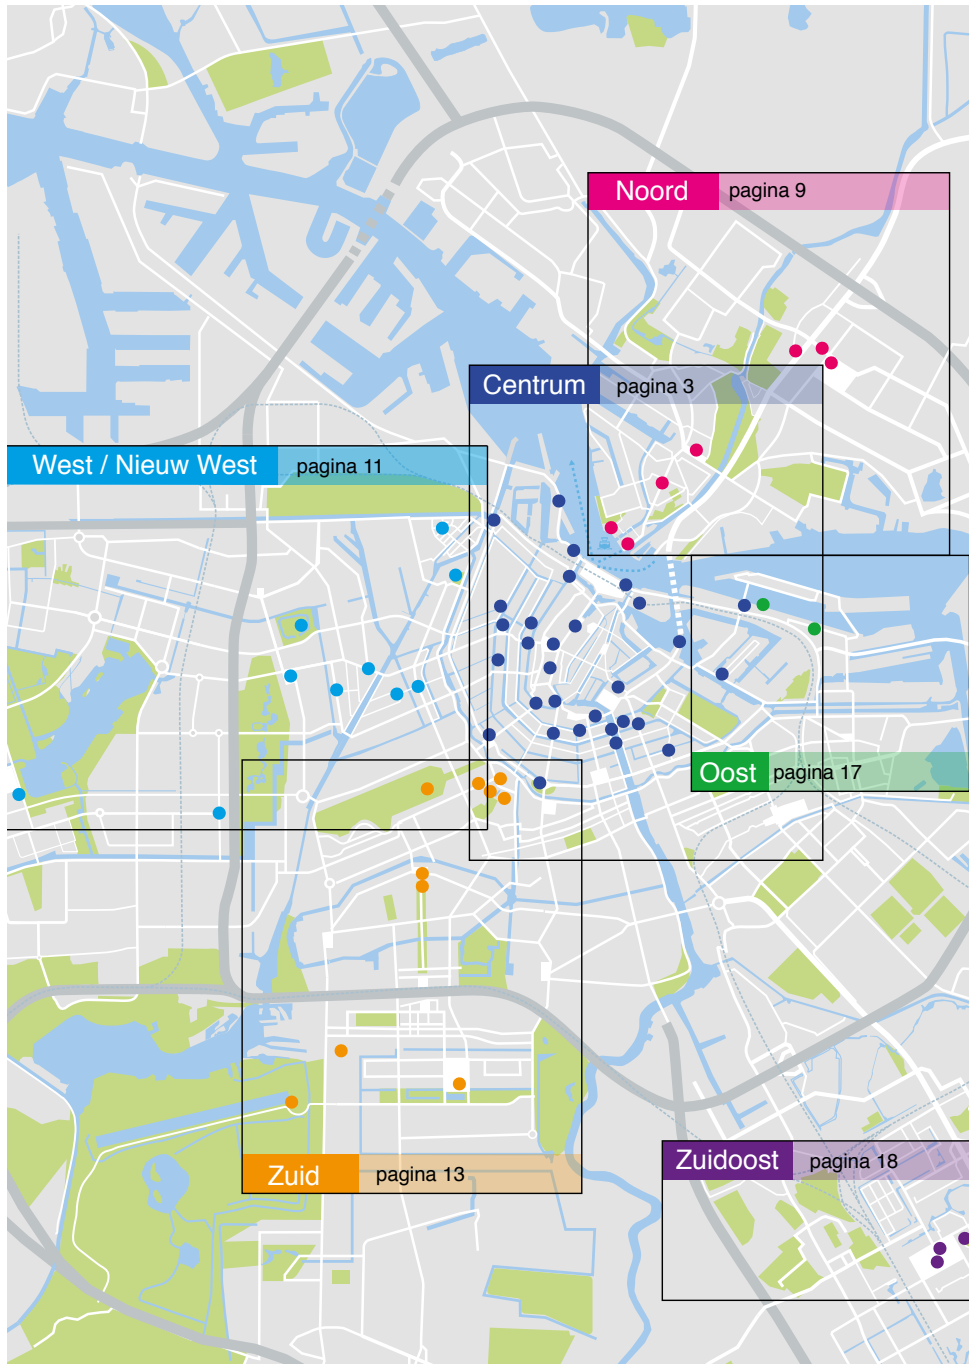 Noord pagina 9
Centrum pagina 3
West / Nieuw West pagina 11
Oost pagina 17
Zuid pagina 13
Zuidoost pagina 18